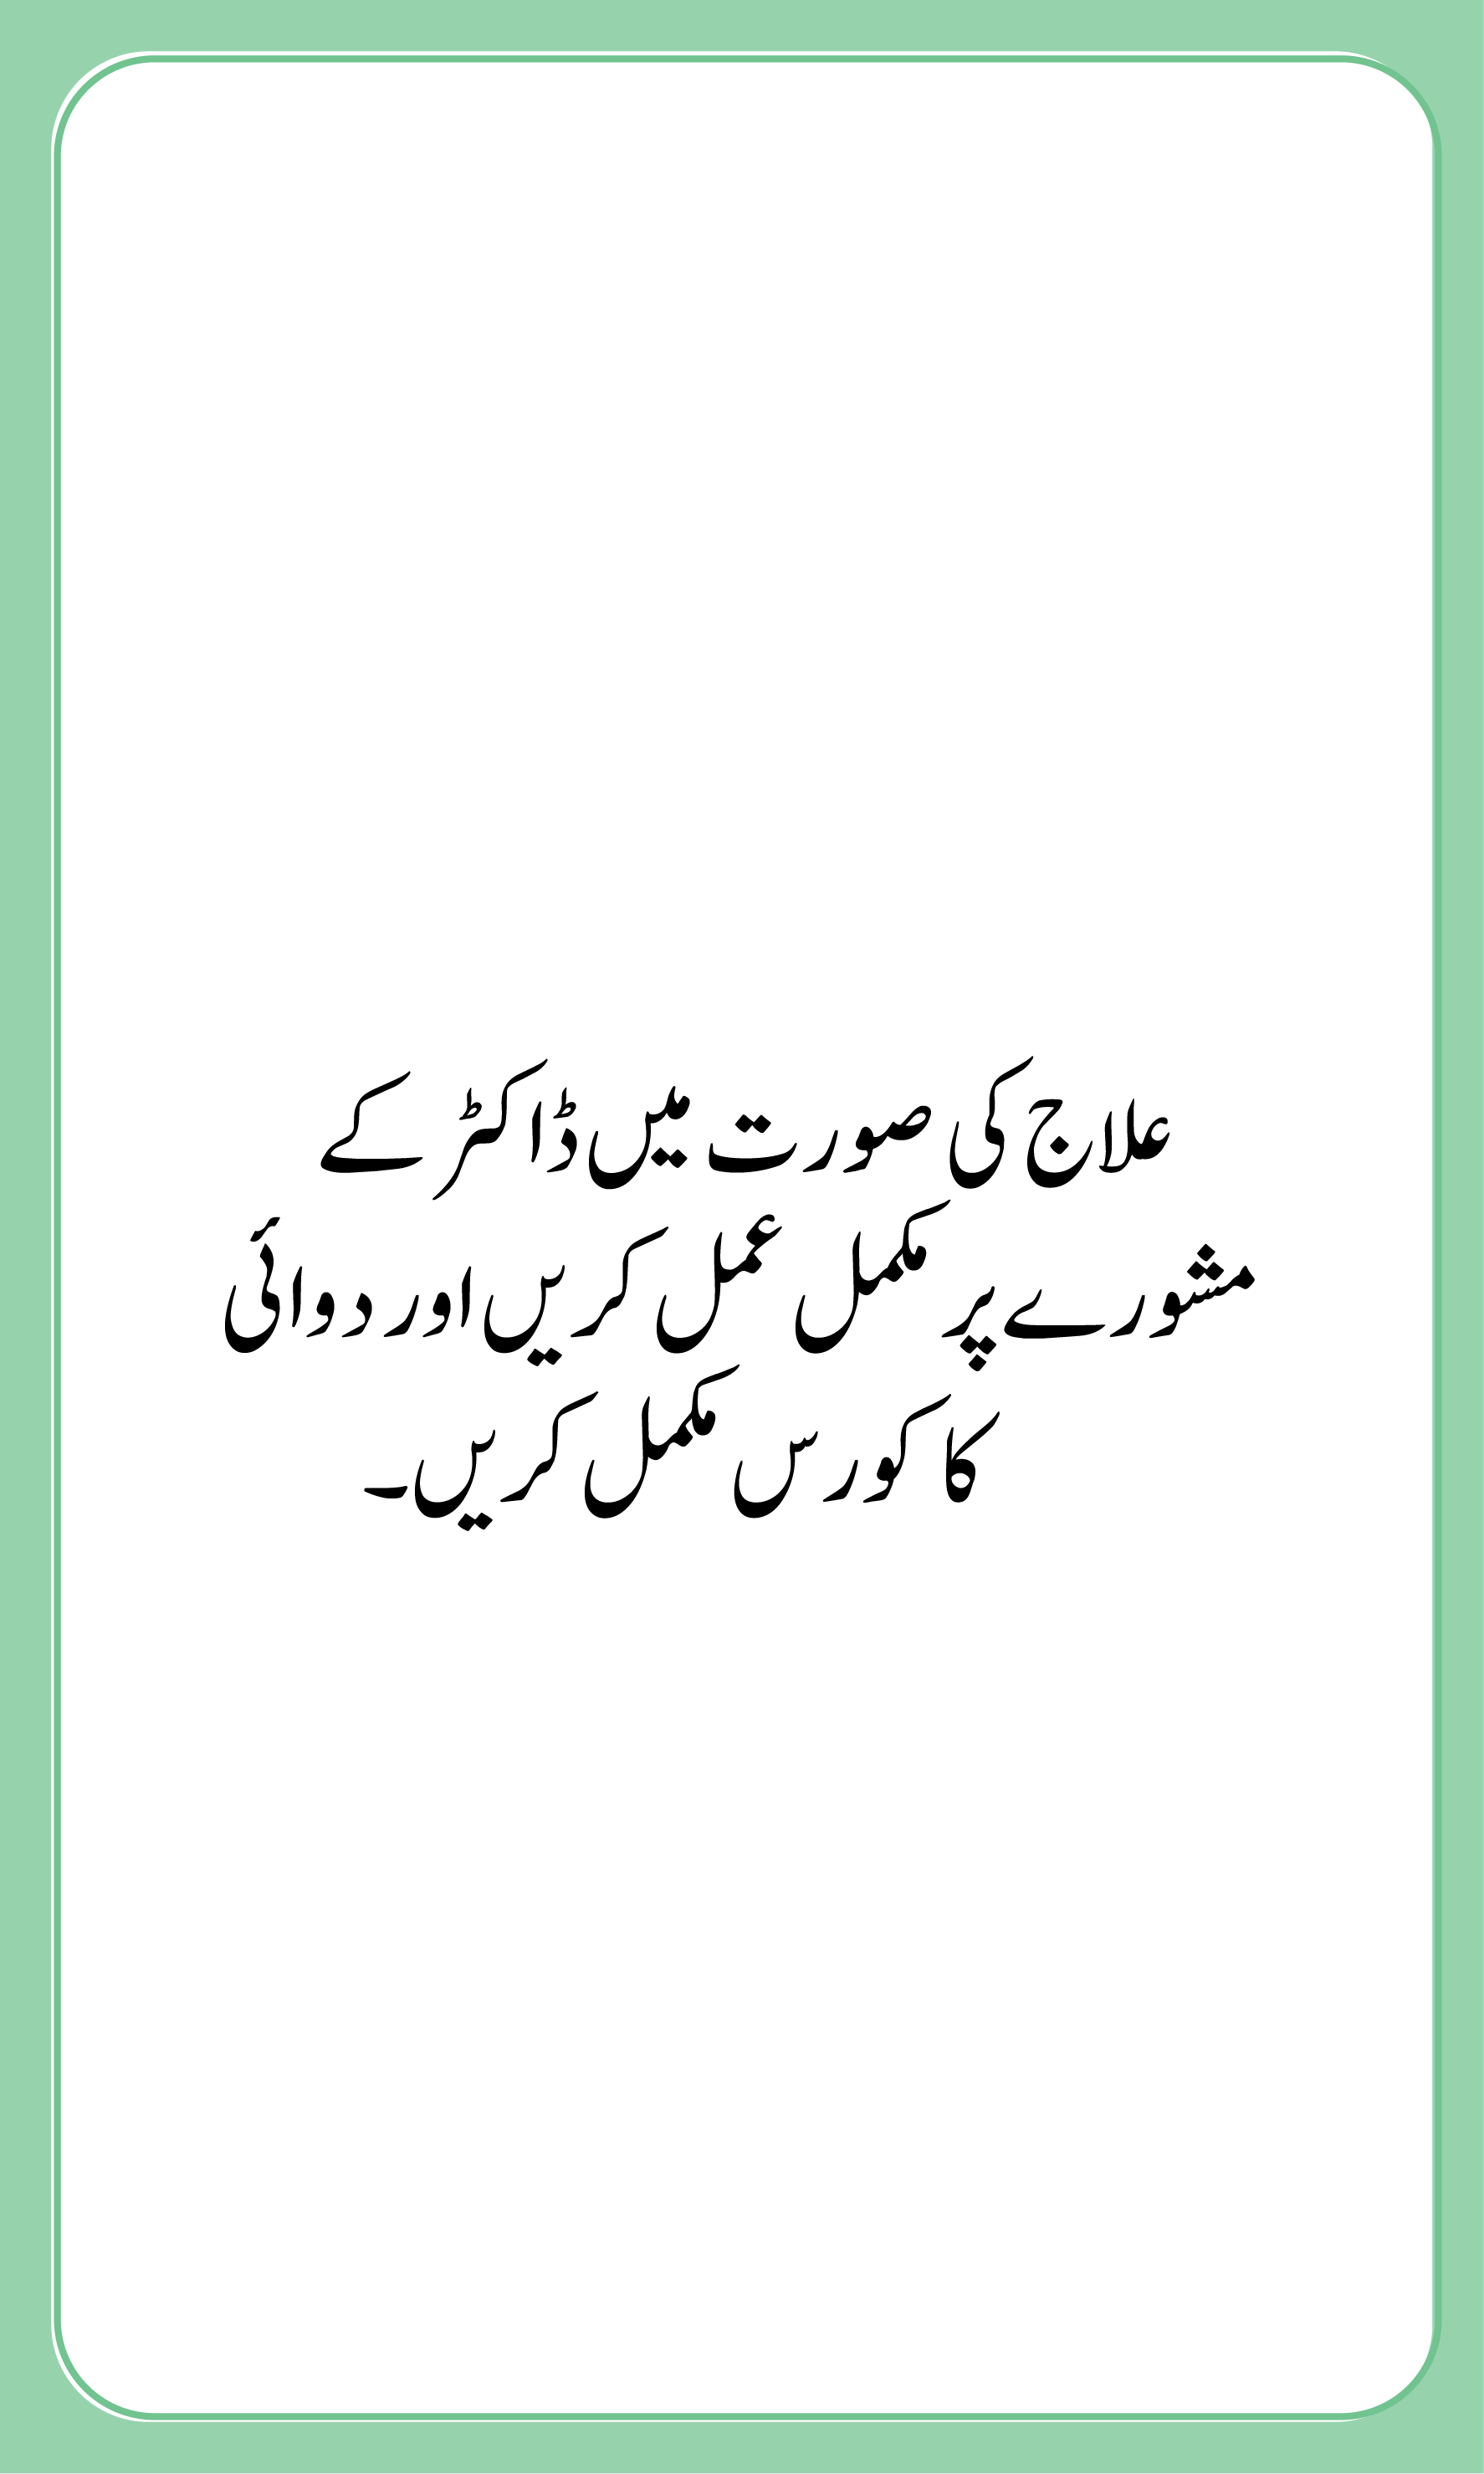 علاج کی صورت میں ڈاکٹر کے
مشورے پر مکمل عمل کریں اور دوائی
کا کورس مکمل کریں۔